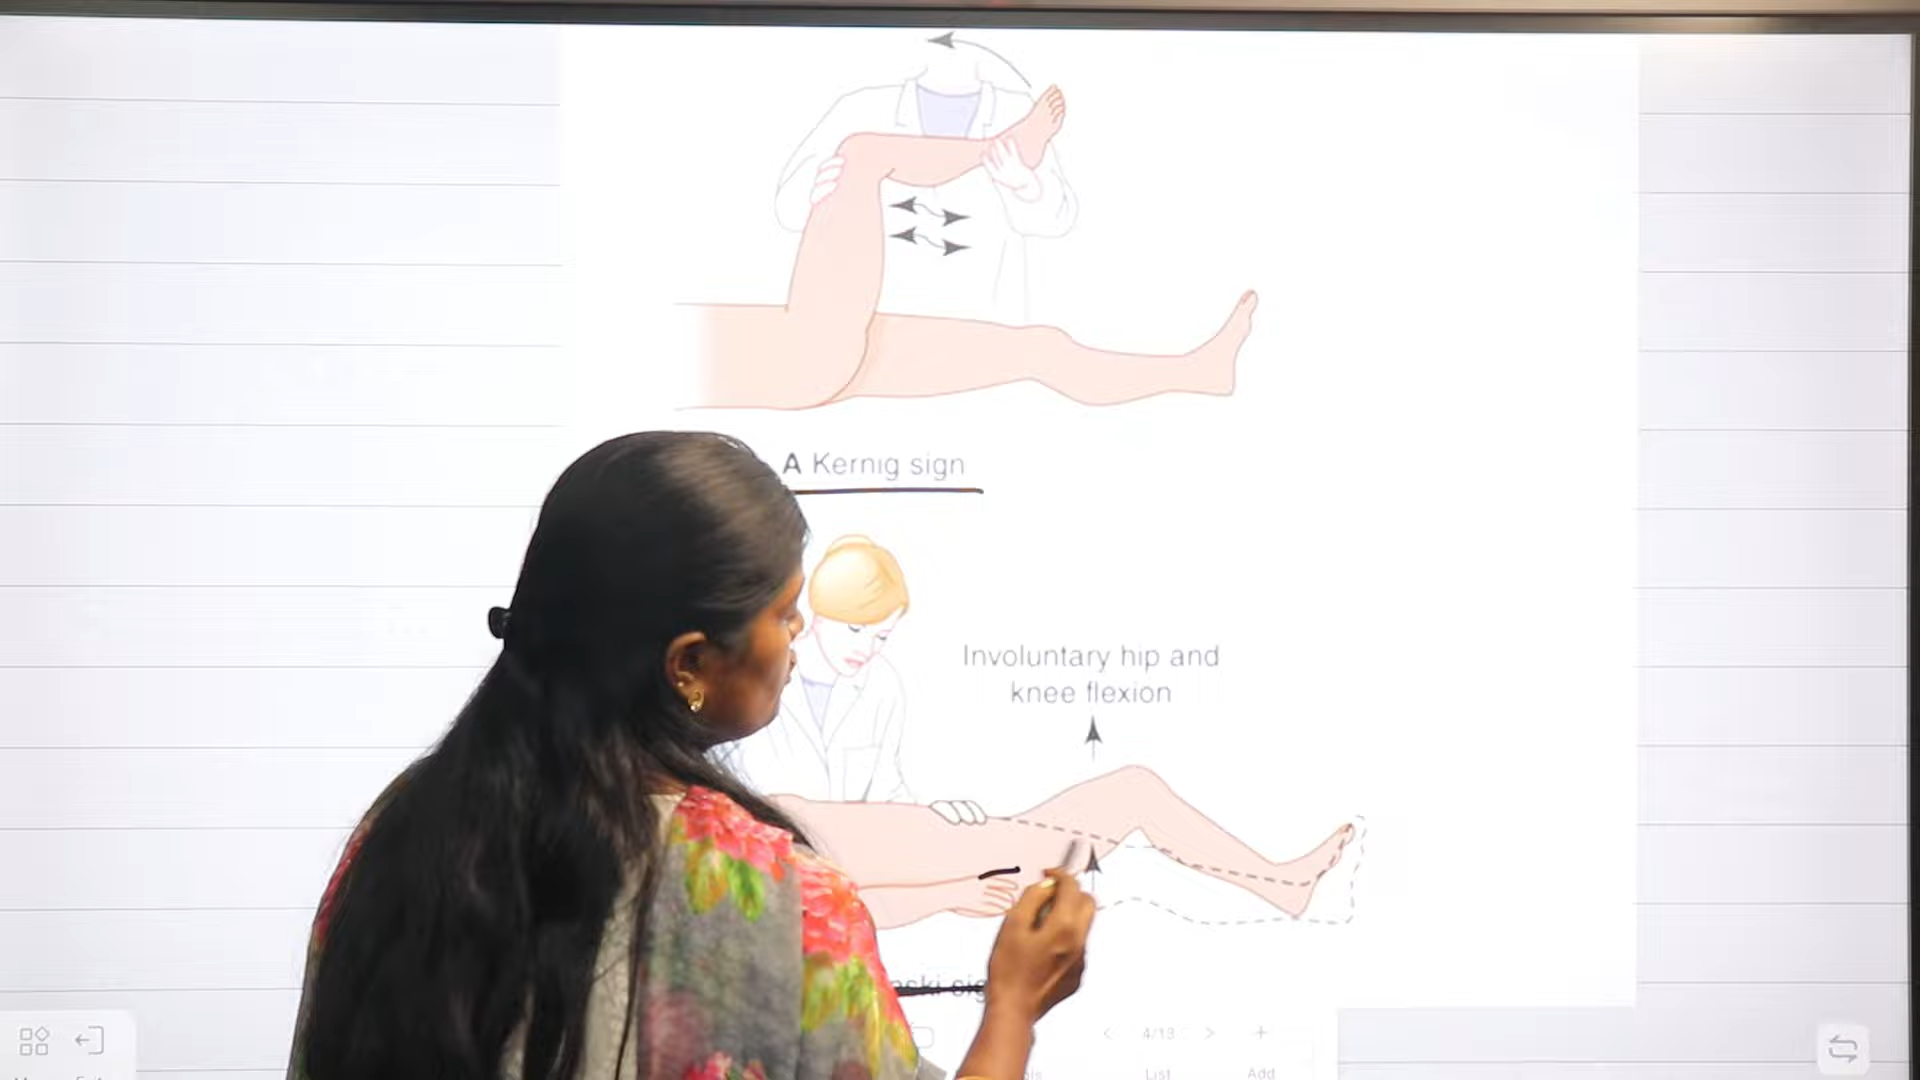 A Kernig sign
Involuntary hip and
knee flexion
4/13
List
Add